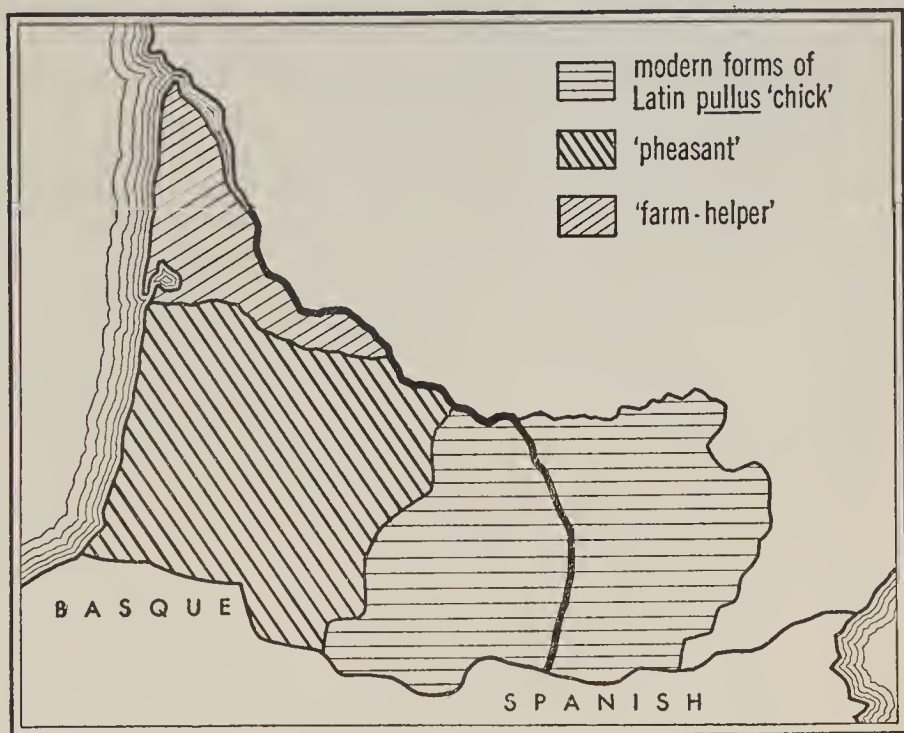 modern forms of
Latin pullus 'chick'
'pheasant'
'farm-helper'
BASQUE
SPANISH